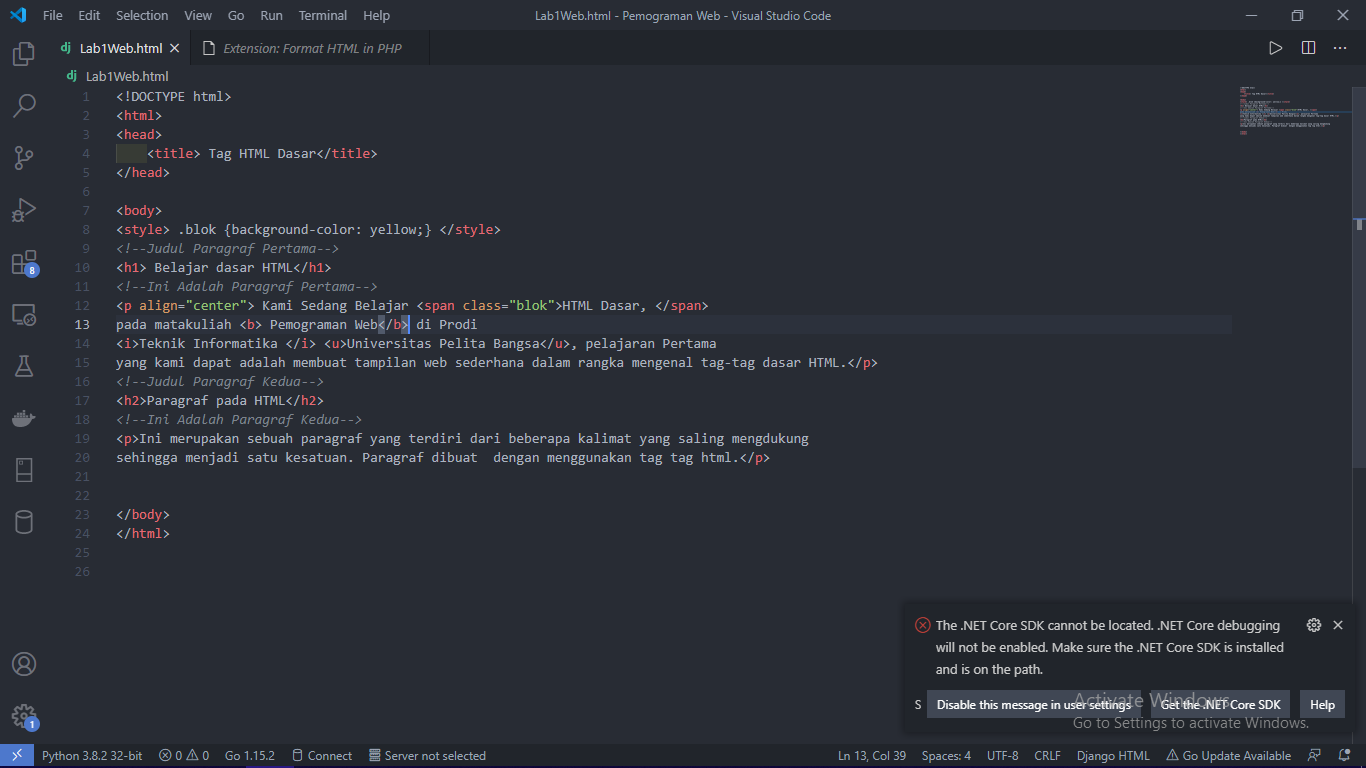 File Edit Selection View Go Run Terminal Help Lab1Web.html - Pemograman Web - Visual Studio Code
dj Lab1Web.html Extension: Format HTML in PHP
dj Lab1Web.html
1 <!DOCTYPE html>
2 <html>
3 <head>
4 <title> Tag HTML Dasar</title>
5 </head>
6
7 <body>
8 <style> .blok {background-color: yellow;} </style>
9 <!--Judul Paragraf Pertama-->
10 <h1> Belajar dasar HTML</h1>
11 <!--Ini Adalah Paragraf Pertama-->
12 <p align="center"> Kami Sedang Belajar <span class="blok">HTML Dasar, </span>
13 pada matakuliah <b> Pemograman Web</b> di Prodi
14 <i>Teknik Informatika </i> <u>Universitas Pelita Bangsa</u>, pelajaran Pertama
15 yang kami dapat adalah membuat tampilan web sederhana dalam rangka mengenal tag-tag dasar HTML.</p>
16 <!--Judul Paragraf Kedua-->
17 <h2>Paragraf pada HTML</h2>
18 <!--Ini Adalah Paragraf Kedua-->
19 <p>Ini merupakan sebuah paragraf yang terdiri dari beberapa kalimat yang saling mengdukung
20 sehingga menjadi satu kesatuan. Paragraf dibuat  dengan menggunakan tag tag html.</p>
21
22
23 </body>
24 </html>
25
26
8
1
The .NET Core SDK cannot be located. .NET Core debugging
will not be enabled. Make sure the .NET Core SDK is installed
and is on the path.
S Disable this message in user settings Get the .NET Core SDK Help
Activate Windows
Go to Settings to activate Windows.
Python 3.8.2 32-bit 0 0 Go 1.15.2 Connect Server not selected Ln 13, Col 39 Spaces: 4 UTF-8 CRLF Django HTML Go Update Available